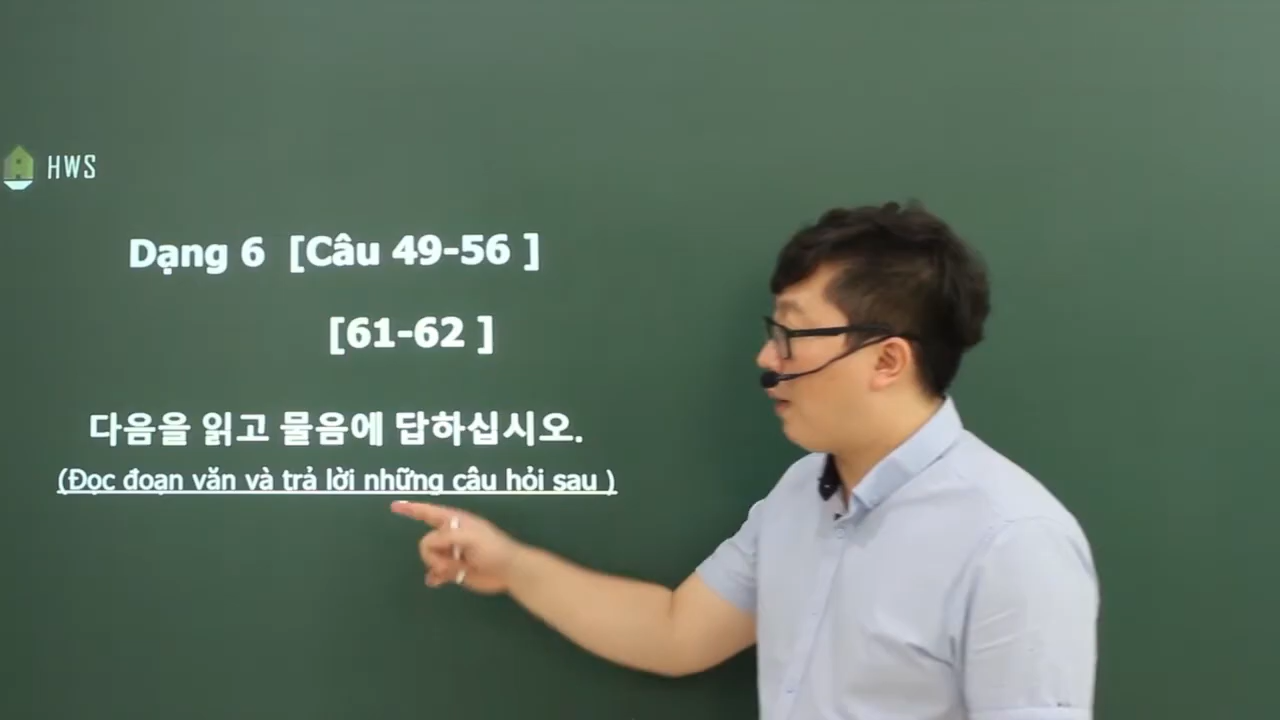 HWS
Dạng 6 [Câu 49-56 ]
[61-62 ]
다음을 읽고 물음에 답하십시오.
(Đọc đoạn văn và trả lời những câu hỏi sau )